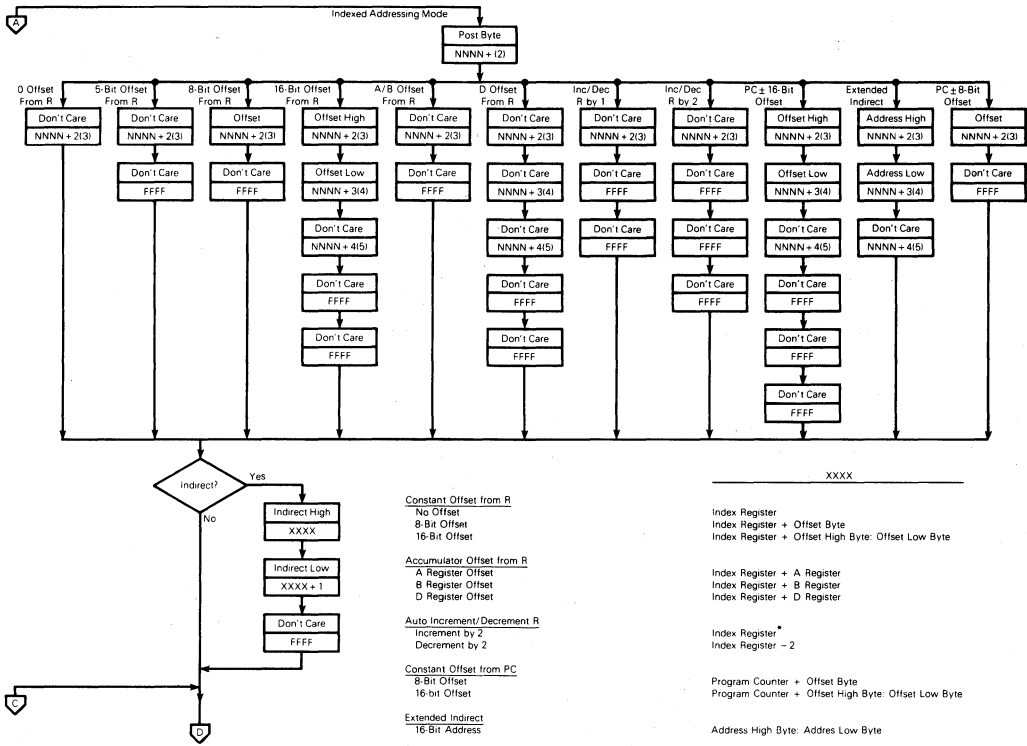 Indexed Addressing Mode
A
Post Byte
NNNN + (2)
0 Offset
From R
5-Bit Offset
From R
8-Bit Offset
From R
16-Bit Offset
From R
A/B Offset
From R
D Offset
From R
Inc/Dec
R by 1
Inc/Dec
R by 2
PC ± 16-Bit
Offset
Extended
Indirect
PC ± 8-Bit
Offset
Don't Care
NNNN + 2(3)
Don't Care
NNNN + 2(3)
Don't Care
FFFF
Offset
NNNN + 2(3)
Don't Care
FFFF
Offset High
NNNN + 2(3)
Offset Low
NNNN + 3(4)
Don't Care
NNNN + 4(5)
Don't Care
FFFF
Don't Care
FFFF
Don't Care
NNNN + 2(3)
Don't Care
FFFF
Don't Care
NNNN + 2(3)
Don't Care
NNNN + 3(4)
Don't Care
NNNN + 4(5)
Don't Care
FFFF
Don't Care
FFFF
Don't Care
NNNN + 2(3)
Don't Care
FFFF
Don't Care
FFFF
Don't Care
NNNN + 2(3)
Don't Care
FFFF
Don't Care
FFFF
Don't Care
FFFF
Offset High
NNNN + 2(3)
Offset Low
NNNN + 3(4)
Don't Care
NNNN + 4(5)
Don't Care
FFFF
Don't Care
FFFF
Don't Care
FFFF
Address High
NNNN + 2(3)
Address Low
NNNN + 3(4)
Don't Care
NNNN + 4(5)
Offset
NNNN + 2(3)
Don't Care
FFFF
Indirect?
Yes
No
Indirect High
XXXX
Indirect Low
XXXX + 1
Don't Care
FFFF
C
D
XXXX
Constant Offset from R
No Offset Index Register
8-Bit Offset Index Register + Offset Byte
16-Bit Offset Index Register + Offset High Byte: Offset Low Byte
Accumulator Offset from R
A Register Offset Index Register + A Register
B Register Offset Index Register + B Register
D Register Offset Index Register + D Register
Auto Increment/Decrement R
Increment by 2 Index Register*
Decrement by 2 Index Register – 2
Constant Offset from PC
8-Bit Offset Program Counter + Offset Byte
16-bit Offset Program Counter + Offset High Byte: Offset Low Byte
Extended Indirect
16-Bit Address Address High Byte: Addres Low Byte